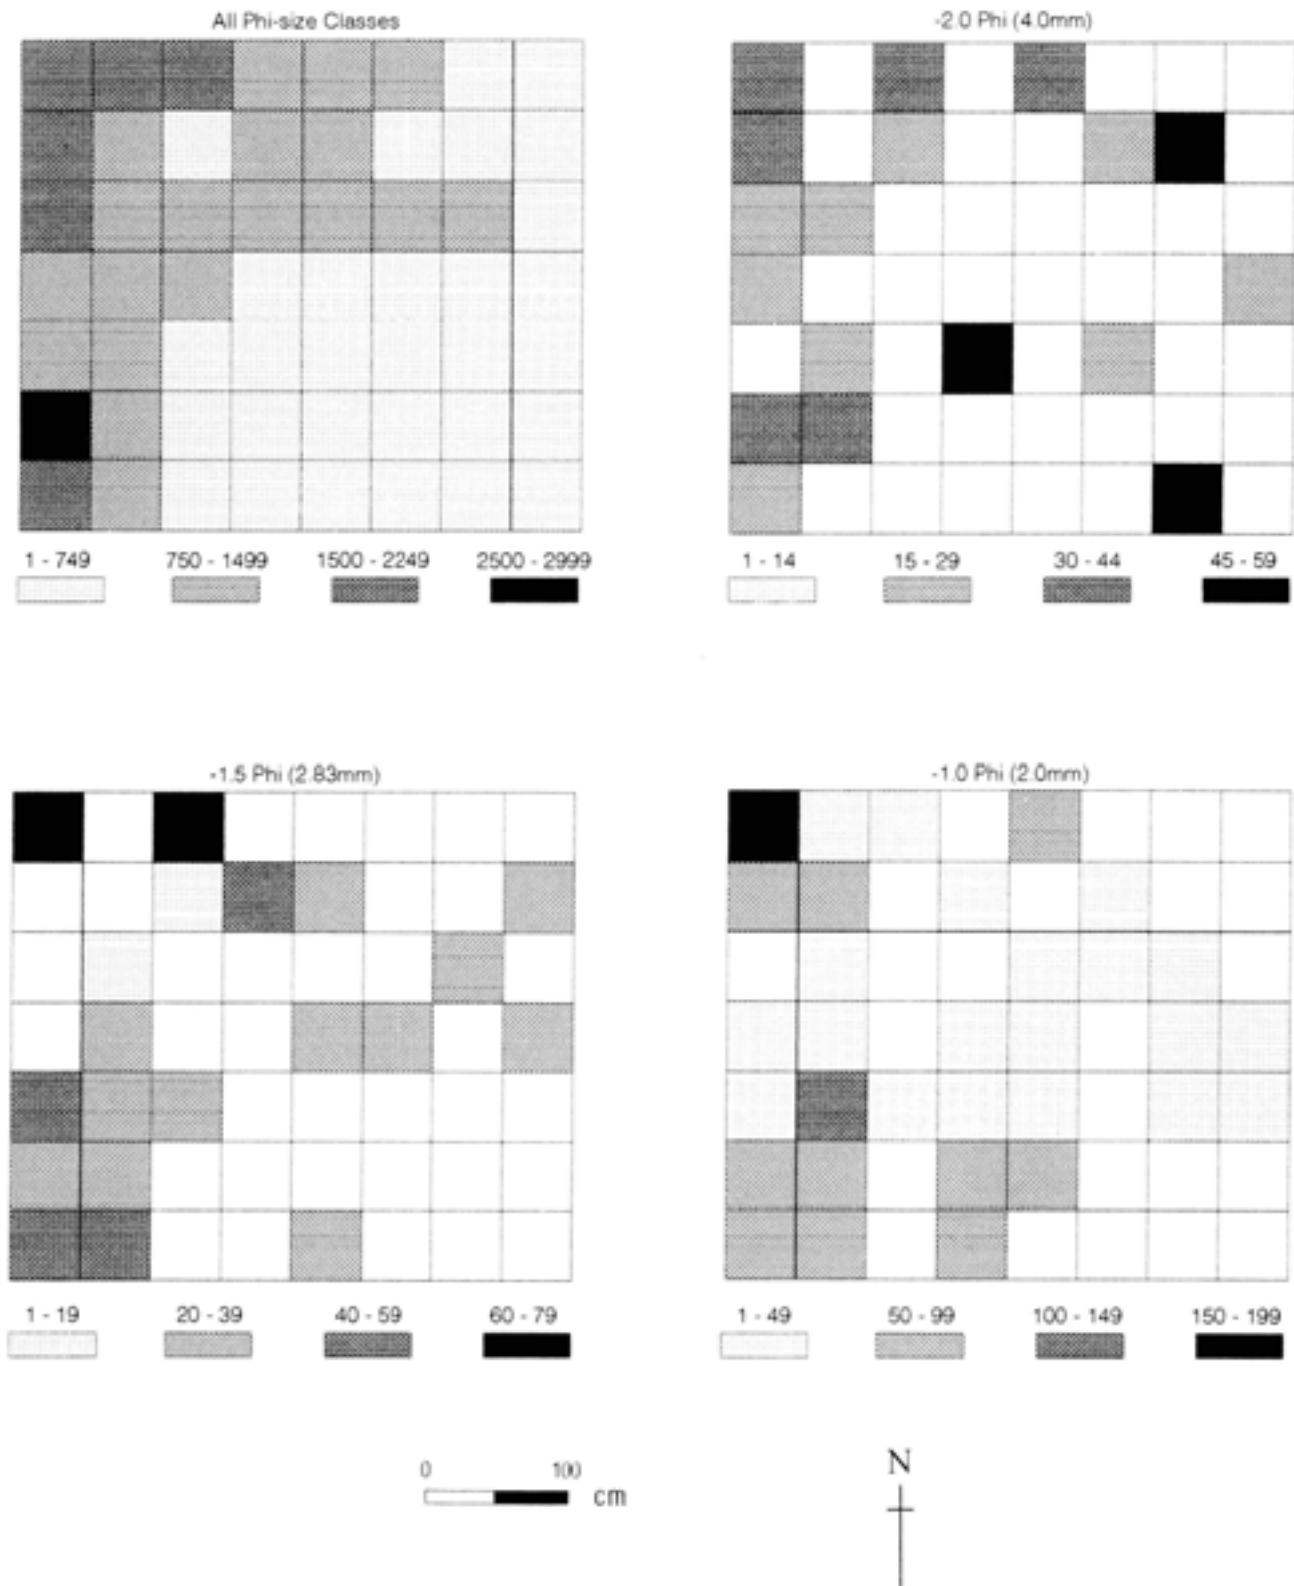 All Phi-size Classes
-2.0 Phi (4.0mm)
1 - 749 750 - 1499 1500 - 2249 2500 - 2999
1 - 14 15 - 29 30 - 44 45 - 59
-1.5 Phi (2.83mm)
-1.0 Phi (2.0mm)
1 - 19 20 - 39 40 - 59 60 - 79
1 - 49 50 - 99 100 - 149 150 - 199
0 100
cm
N